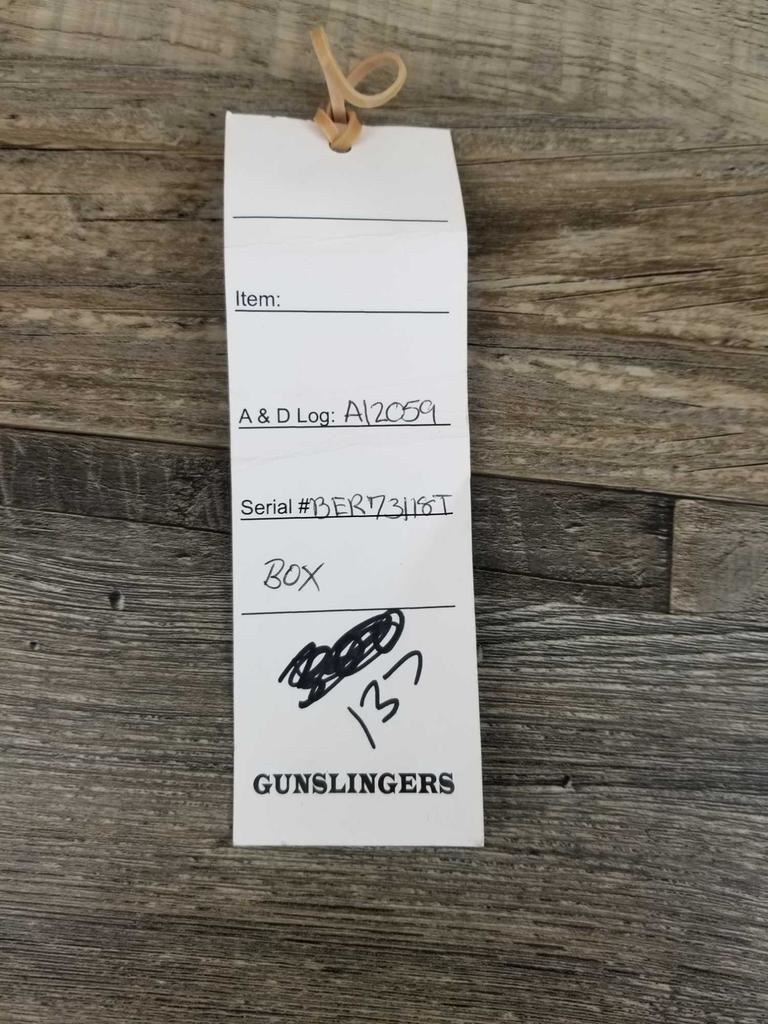 Item:
A & D Log: A12059
Serial #BER73118T
BOX
137
GUNSLINGERS